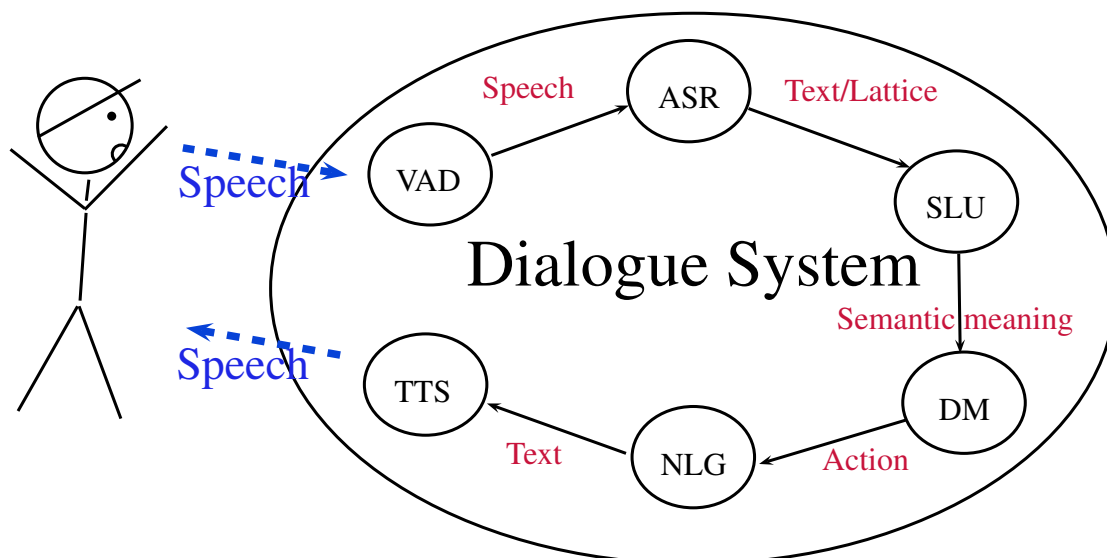 Speech
ASR
Text/Lattice
VAD
Speech
SLU
Dialogue System
Semantic meaning
Speech
TTS
DM
Text
NLG
Action